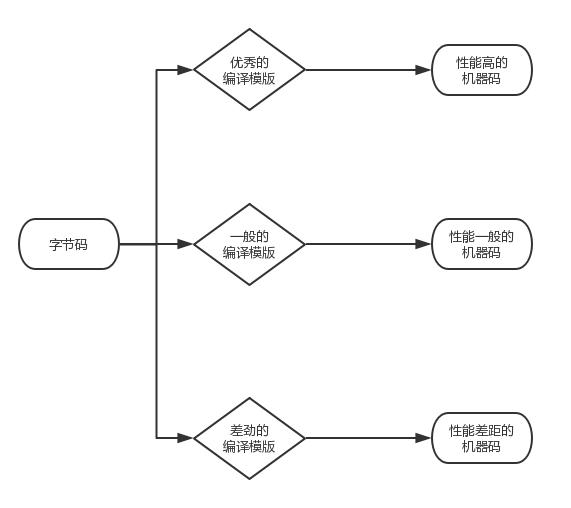 优秀的
编译模版
性能高的
机器码
字节码
一般的
编译模版
性能一般的
机器码
差劲的
编译模版
性能差距的
机器码